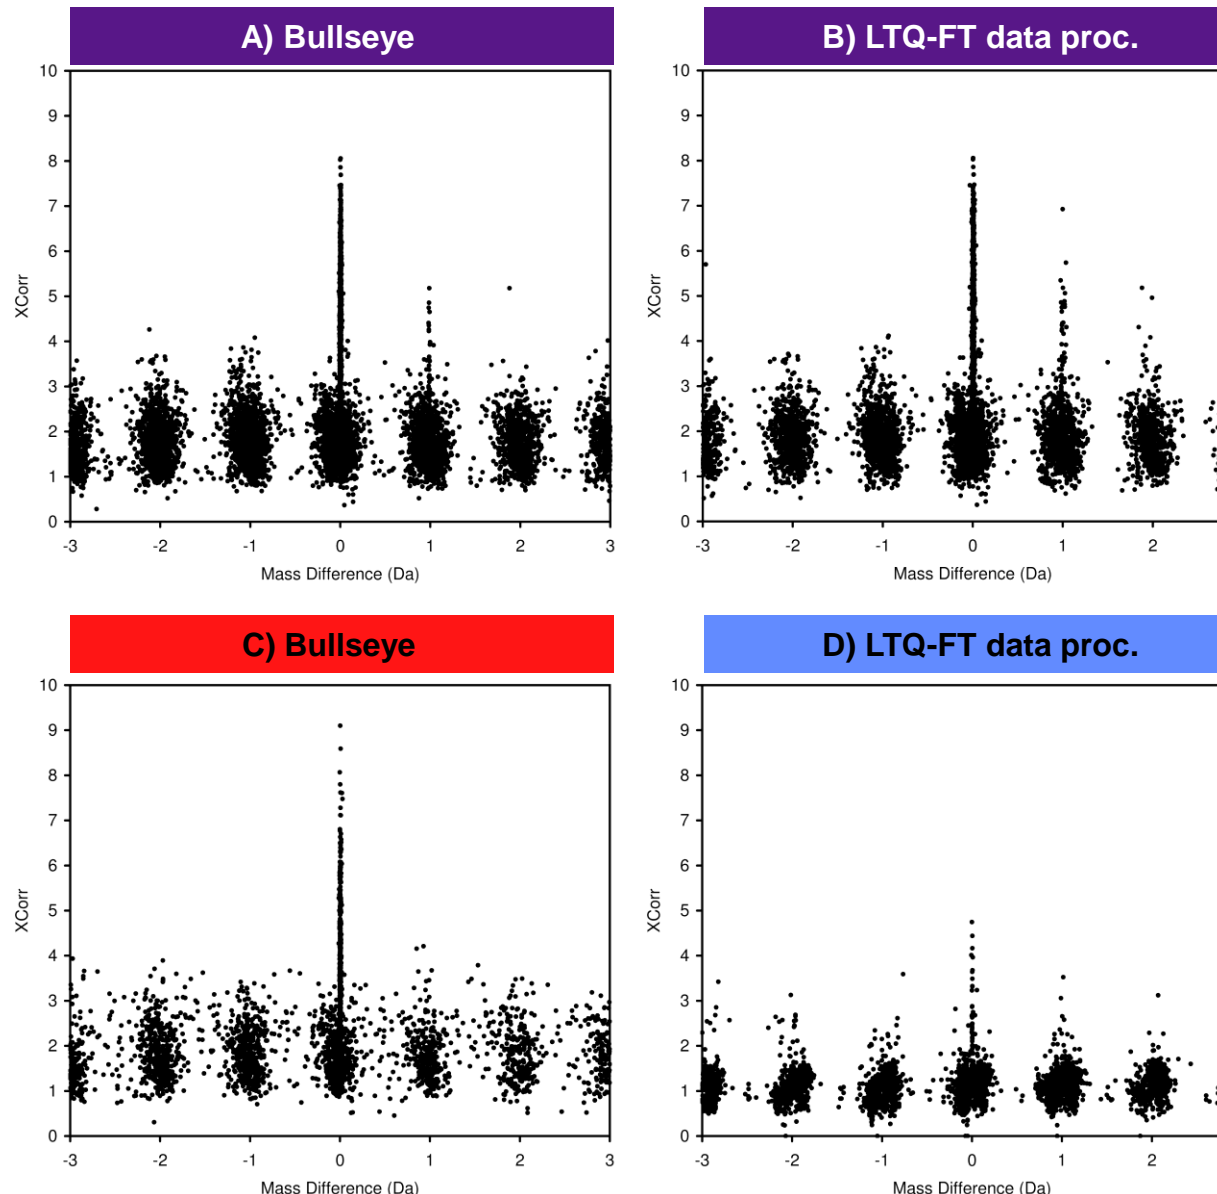 A) Bullseye
B) LTQ-FT data proc.
10
9
8
7
6
5
4
3
2
1
0
XCorr
-3 -2 -1 0 1 2 3
Mass Difference (Da)
10
9
8
7
6
5
4
3
2
1
0
XCorr
-3 -2 -1 0 1 2
Mass Difference (Da)
C) Bullseye
D) LTQ-FT data proc.
10
9
8
7
6
5
4
3
2
1
0
XCorr
-3 -2 -1 0 1 2 3
Mass Difference (Da)
10
9
8
7
6
5
4
3
2
1
0
XCorr
-3 -2 -1 0 1 2
Mass Difference (Da)